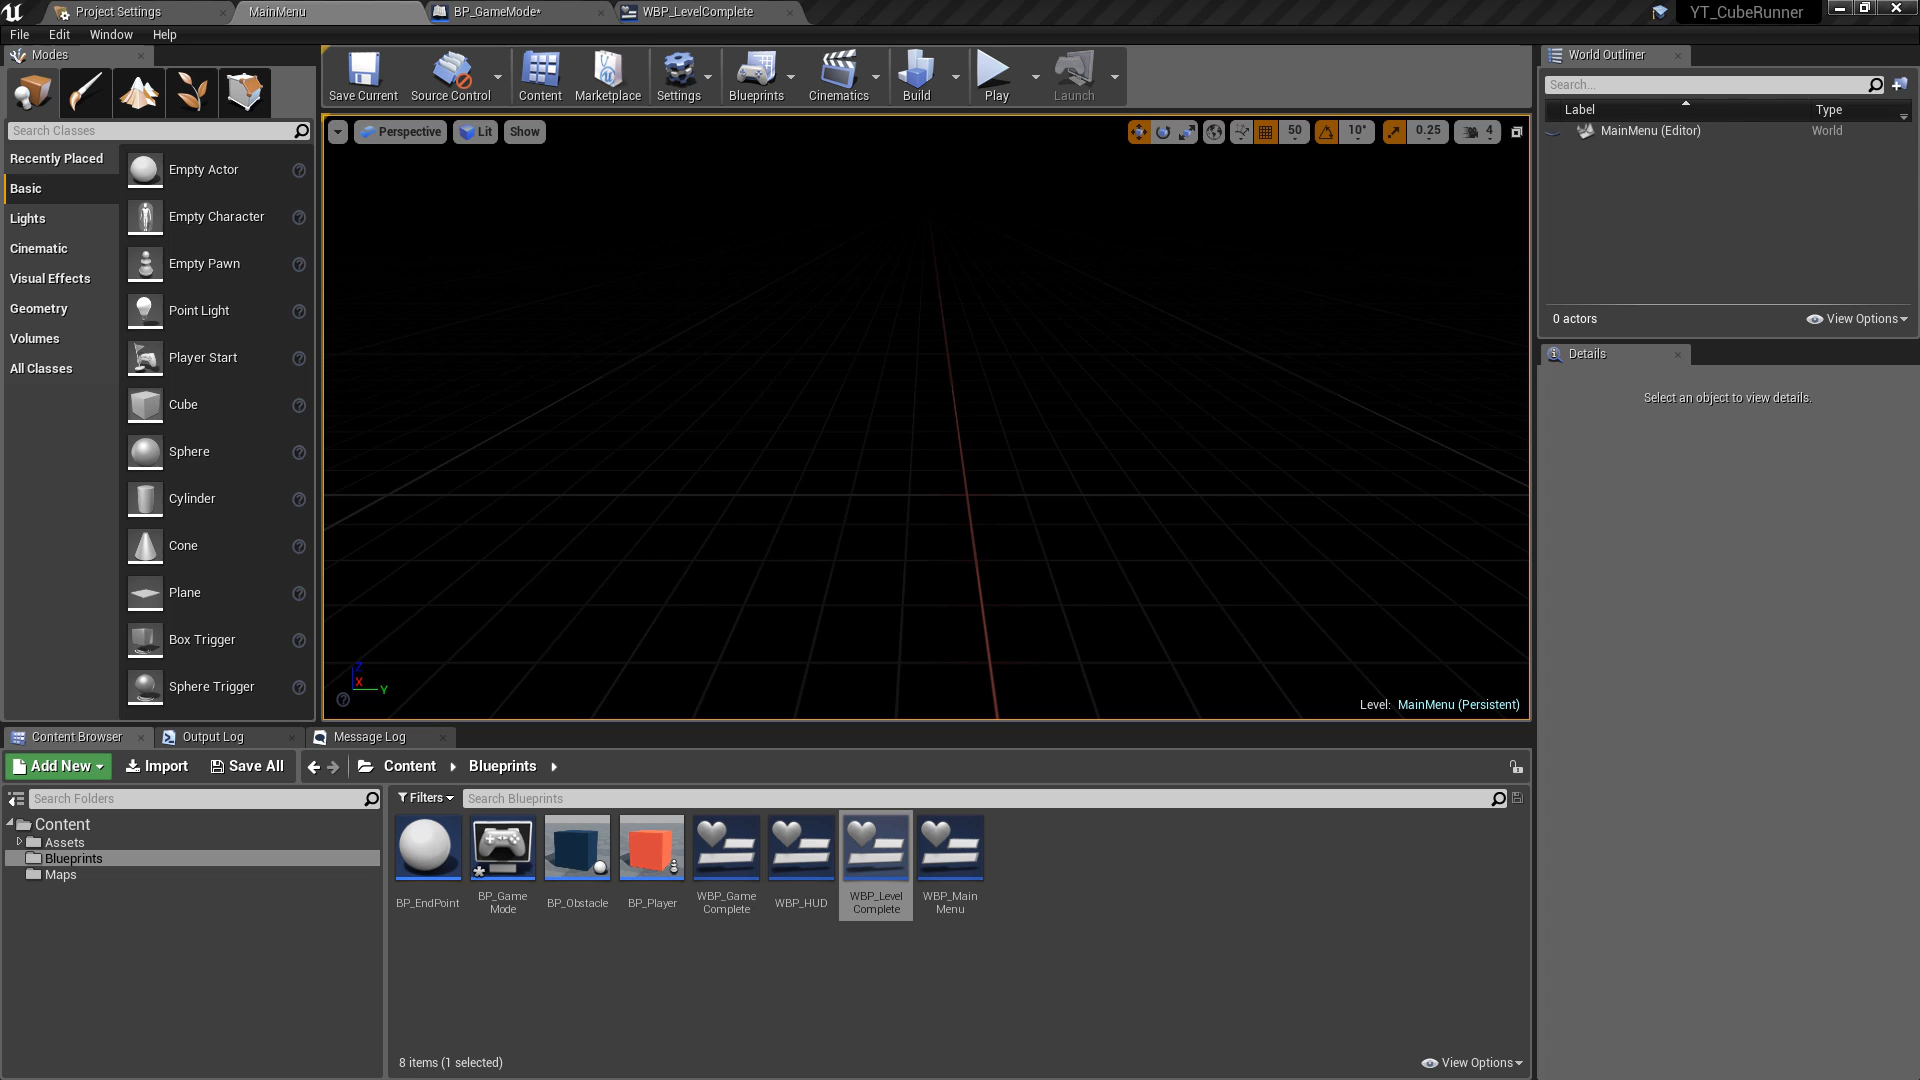 Project Settings
MainMenu
BP_GameMode*
WBP_LevelComplete
YT_CubeRunner
File Edit Window Help
Modes
Save Current
Source Control
Content
Marketplace
Settings
Blueprints
Cinematics
Build
Play
Launch
World Outliner
Search...
Label
Type
MainMenu (Editor)
World
0 actors
View Options
Details
Select an object to view details.
Search Classes
Recently Placed
Basic
Lights
Cinematic
Visual Effects
Geometry
Volumes
All Classes
Empty Actor
Empty Character
Empty Pawn
Point Light
Player Start
Cube
Sphere
Cylinder
Cone
Plane
Box Trigger
Sphere Trigger
Perspective
Lit
Show
50
10°
0.25
4
Z
X
Y
Level: MainMenu (Persistent)
Content Browser
Output Log
Message Log
Add New
Import
Save All
Content
Blueprints
Search Folders
Content
Assets
Blueprints
Maps
Filters
Search Blueprints
BP_EndPoint
BP_Game
Mode
BP_Obstacle
BP_Player
WBP_Game
Complete
WBP_HUD
WBP_Level
Complete
WBP_Main
Menu
8 items (1 selected)
View Options